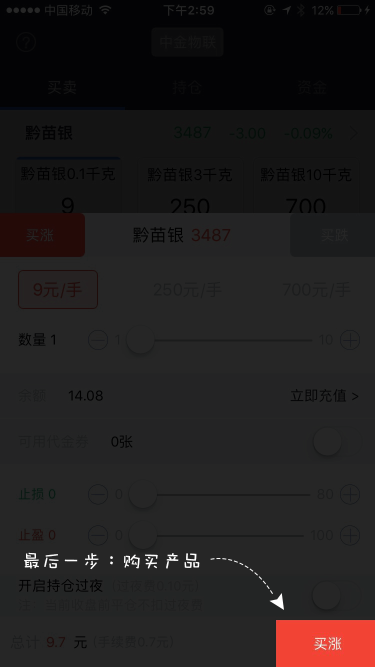 中国移动 下午2:59 12%
? 中金指跌
买卖 持仓 资金
黔苗银 3487 -3.00 -0.09% >
黔苗银0.1千克 黔苗银3千克 黔苗银10千克
9 250 700
买涨 黔苗银 3487 买跌
9元/手 250元/手 700元/手
数量 1 1 10
余额 14.08 立即充值 >
可用代金券 0张
止损 0 0 80
止盈 0 0 100
最后一步：购买产品
开启持仓过夜
总计 9.7 元 (手续费0.7元) 买涨